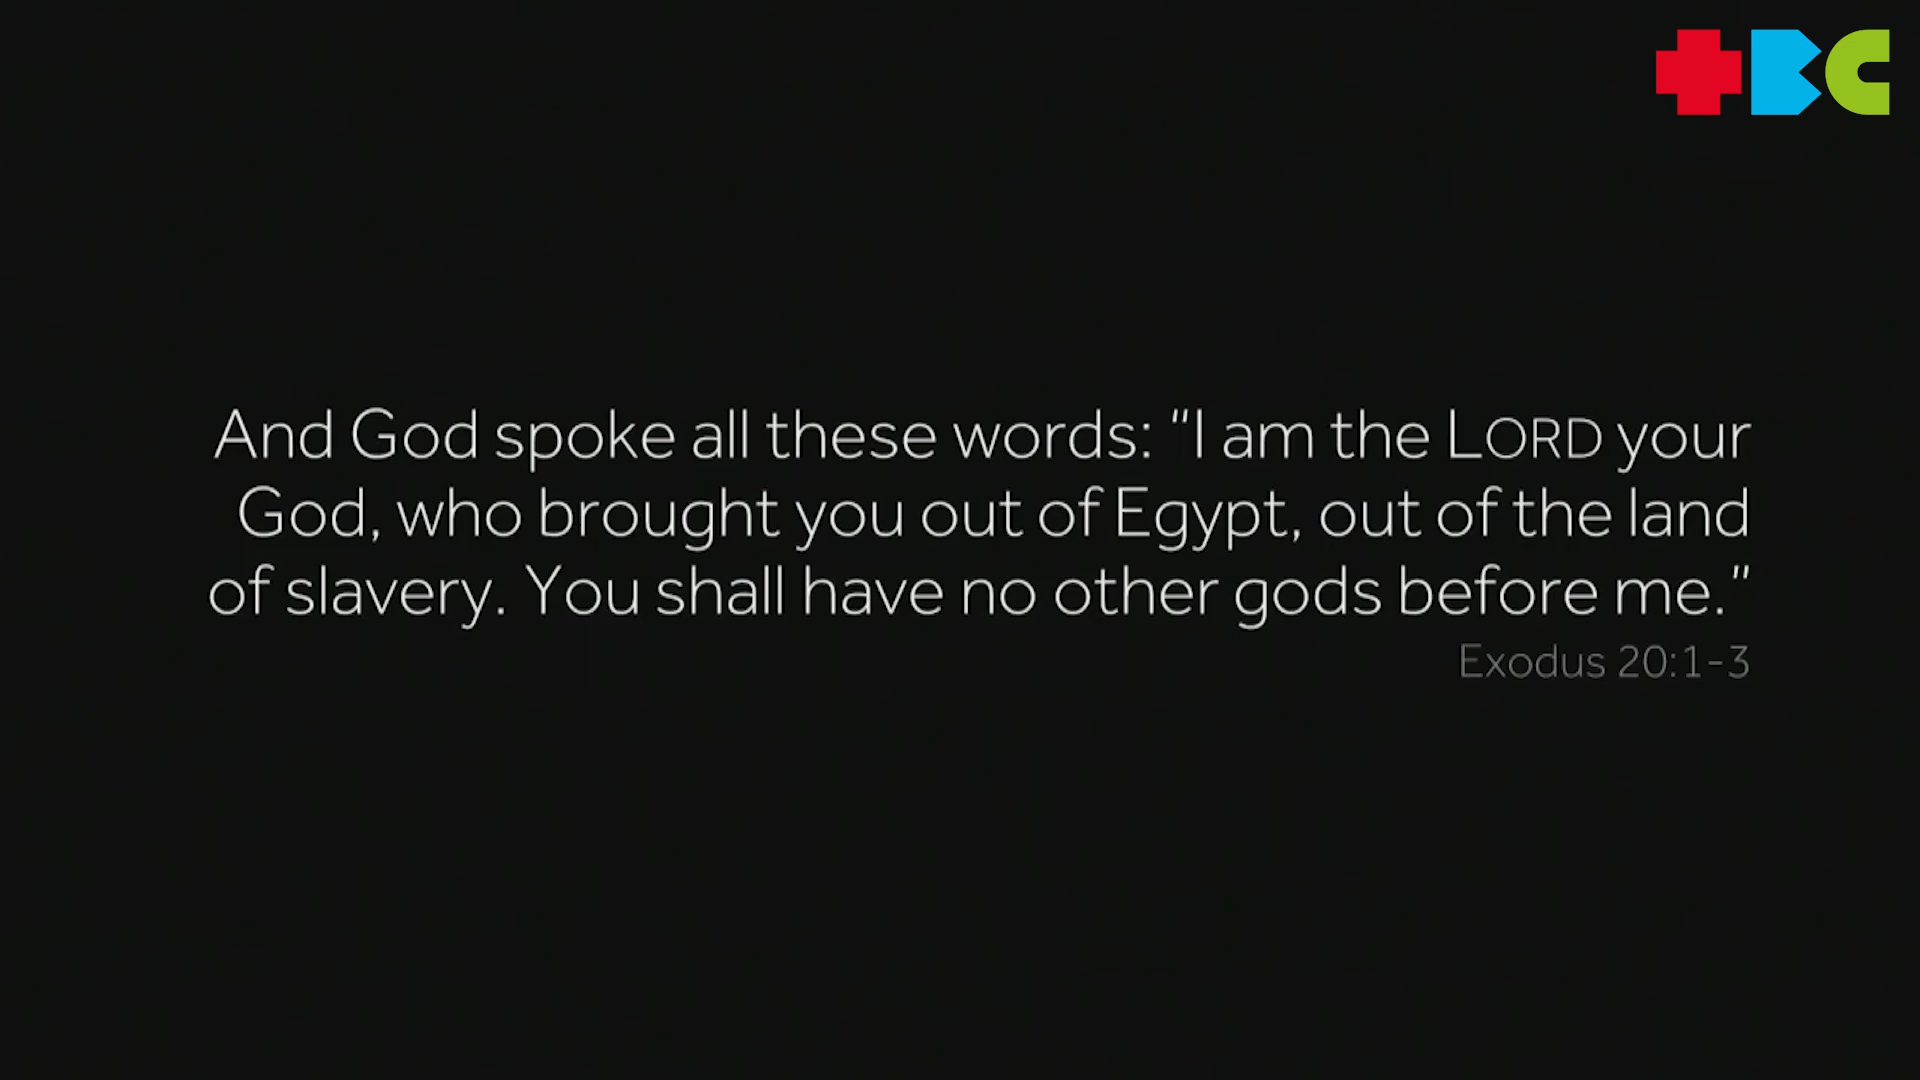 BC
And God spoke all these words: “I am the LORD your
God, who brought you out of Egypt, out of the land
of slavery. You shall have no other gods before me.”
Exodus 20:1-3